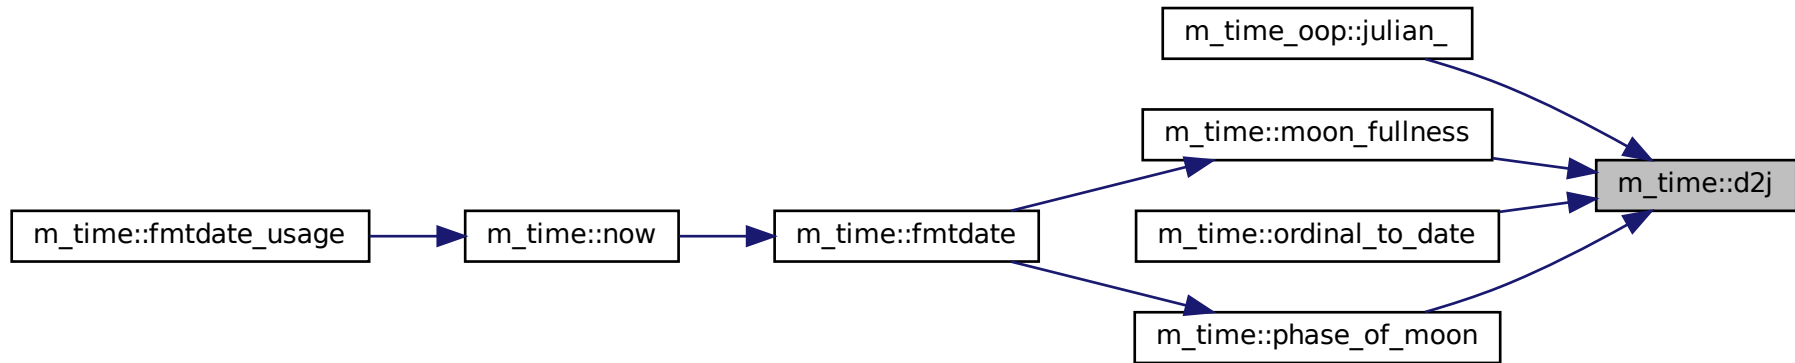 m_time_oop::julian_
m_time::moon_fullness
m_time::d2j
m_time::fmtdate_usage
m_time::now
m_time::fmtdate
m_time::ordinal_to_date
m_time::phase_of_moon